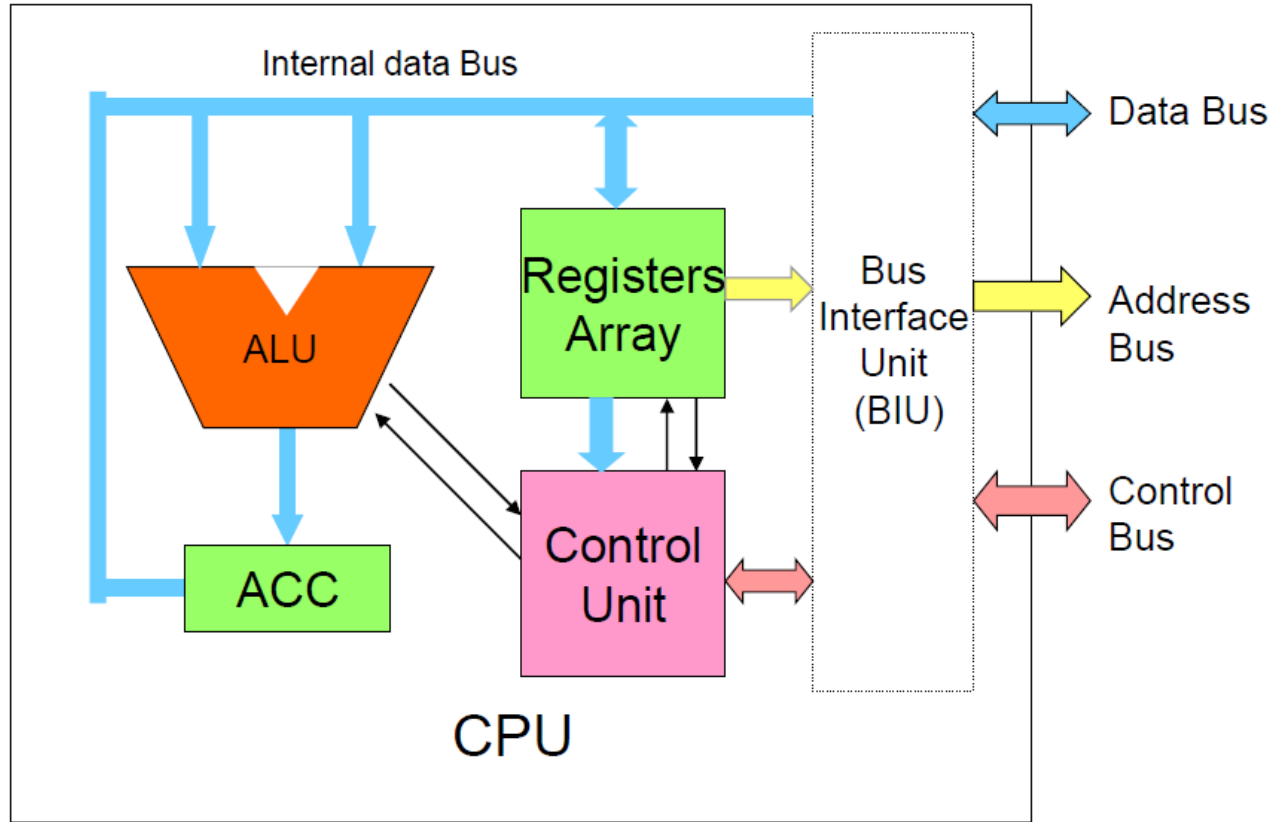 Internal data Bus
Data Bus
Registers
Array
Bus
Interface
Unit
(BIU)
Address
Bus
ALU
Control
Bus
Control
Unit
ACC
CPU